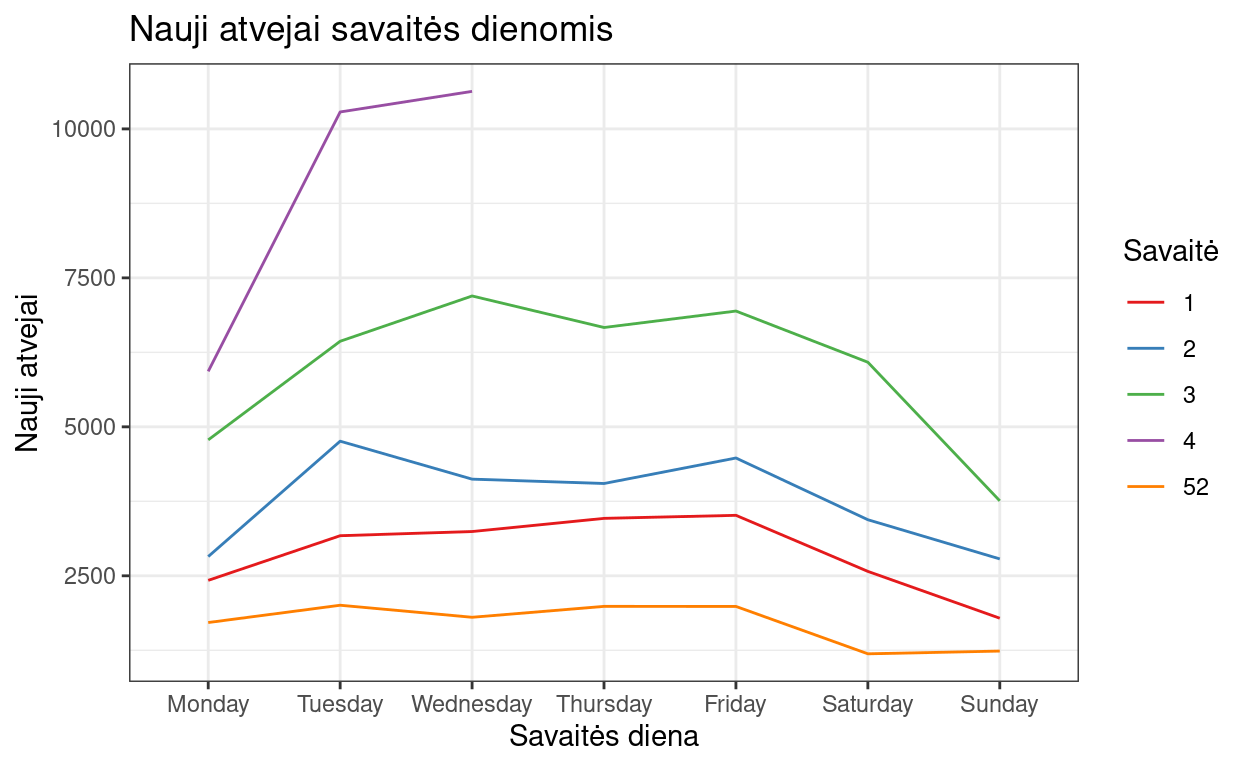 Nauji atvejai savaitės dienomis
Nauji atvejai
10000
7500
5000
2500
Monday Tuesday Wednesday Thursday Friday Saturday Sunday
Savaitės diena
Savaitė
1
2
3
4
52